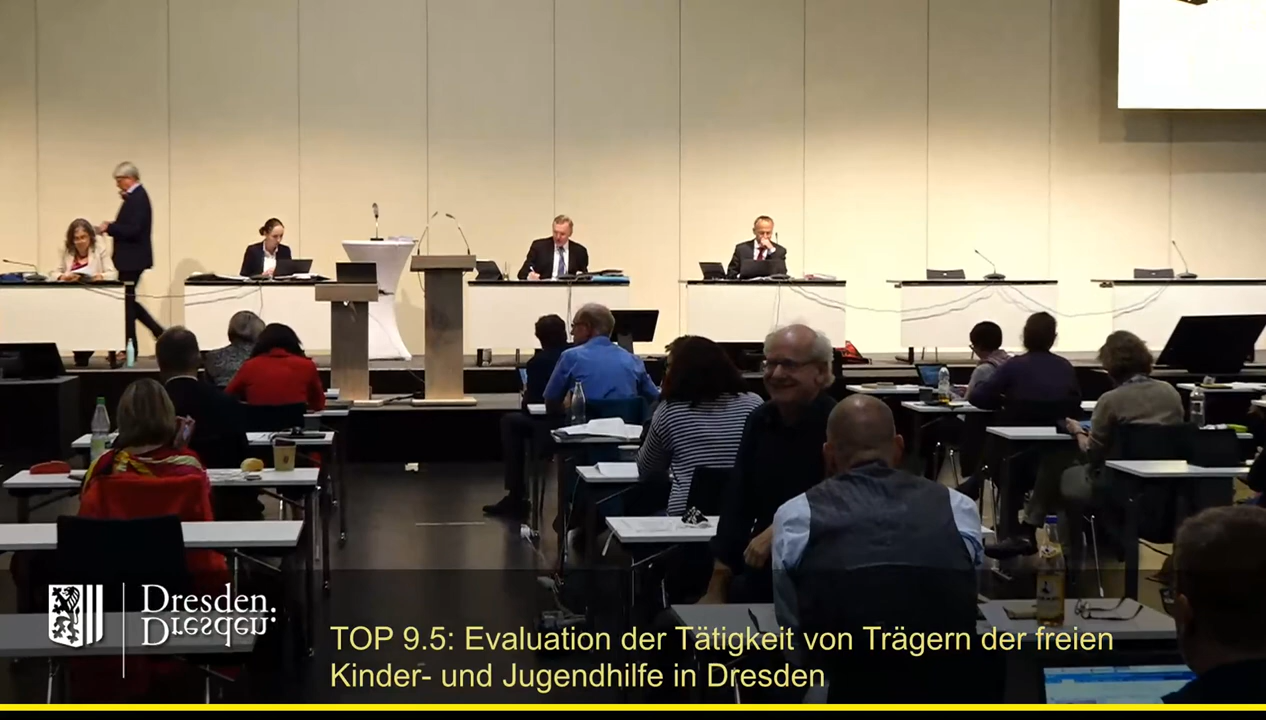 Dresden.
Dresden.
TOP 9.5: Evaluation der Tätigkeit von Trägern der freien
Kinder- und Jugendhilfe in Dresden